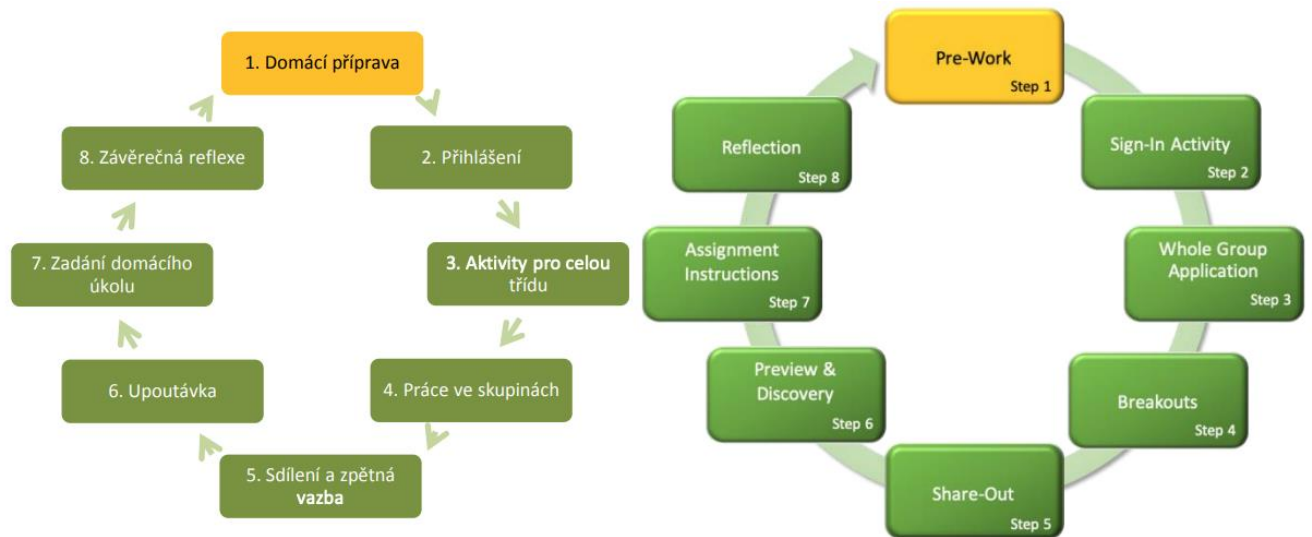 1. Domácí příprava
2. Přihlášení
3. Aktivity pro celou
třídu
4. Práce ve skupinách
5. Sdílení a zpětná
vazba
6. Upoutávka
7. Zadání domácího
úkolu
8. Závěrečná reflexe
Pre-Work
Step 1
Sign-In Activity
Step 2
Whole Group
Application
Step 3
Breakouts
Step 4
Share-Out
Step 5
Preview &
Discovery
Step 6
Assignment
Instructions
Step 7
Reflection
Step 8